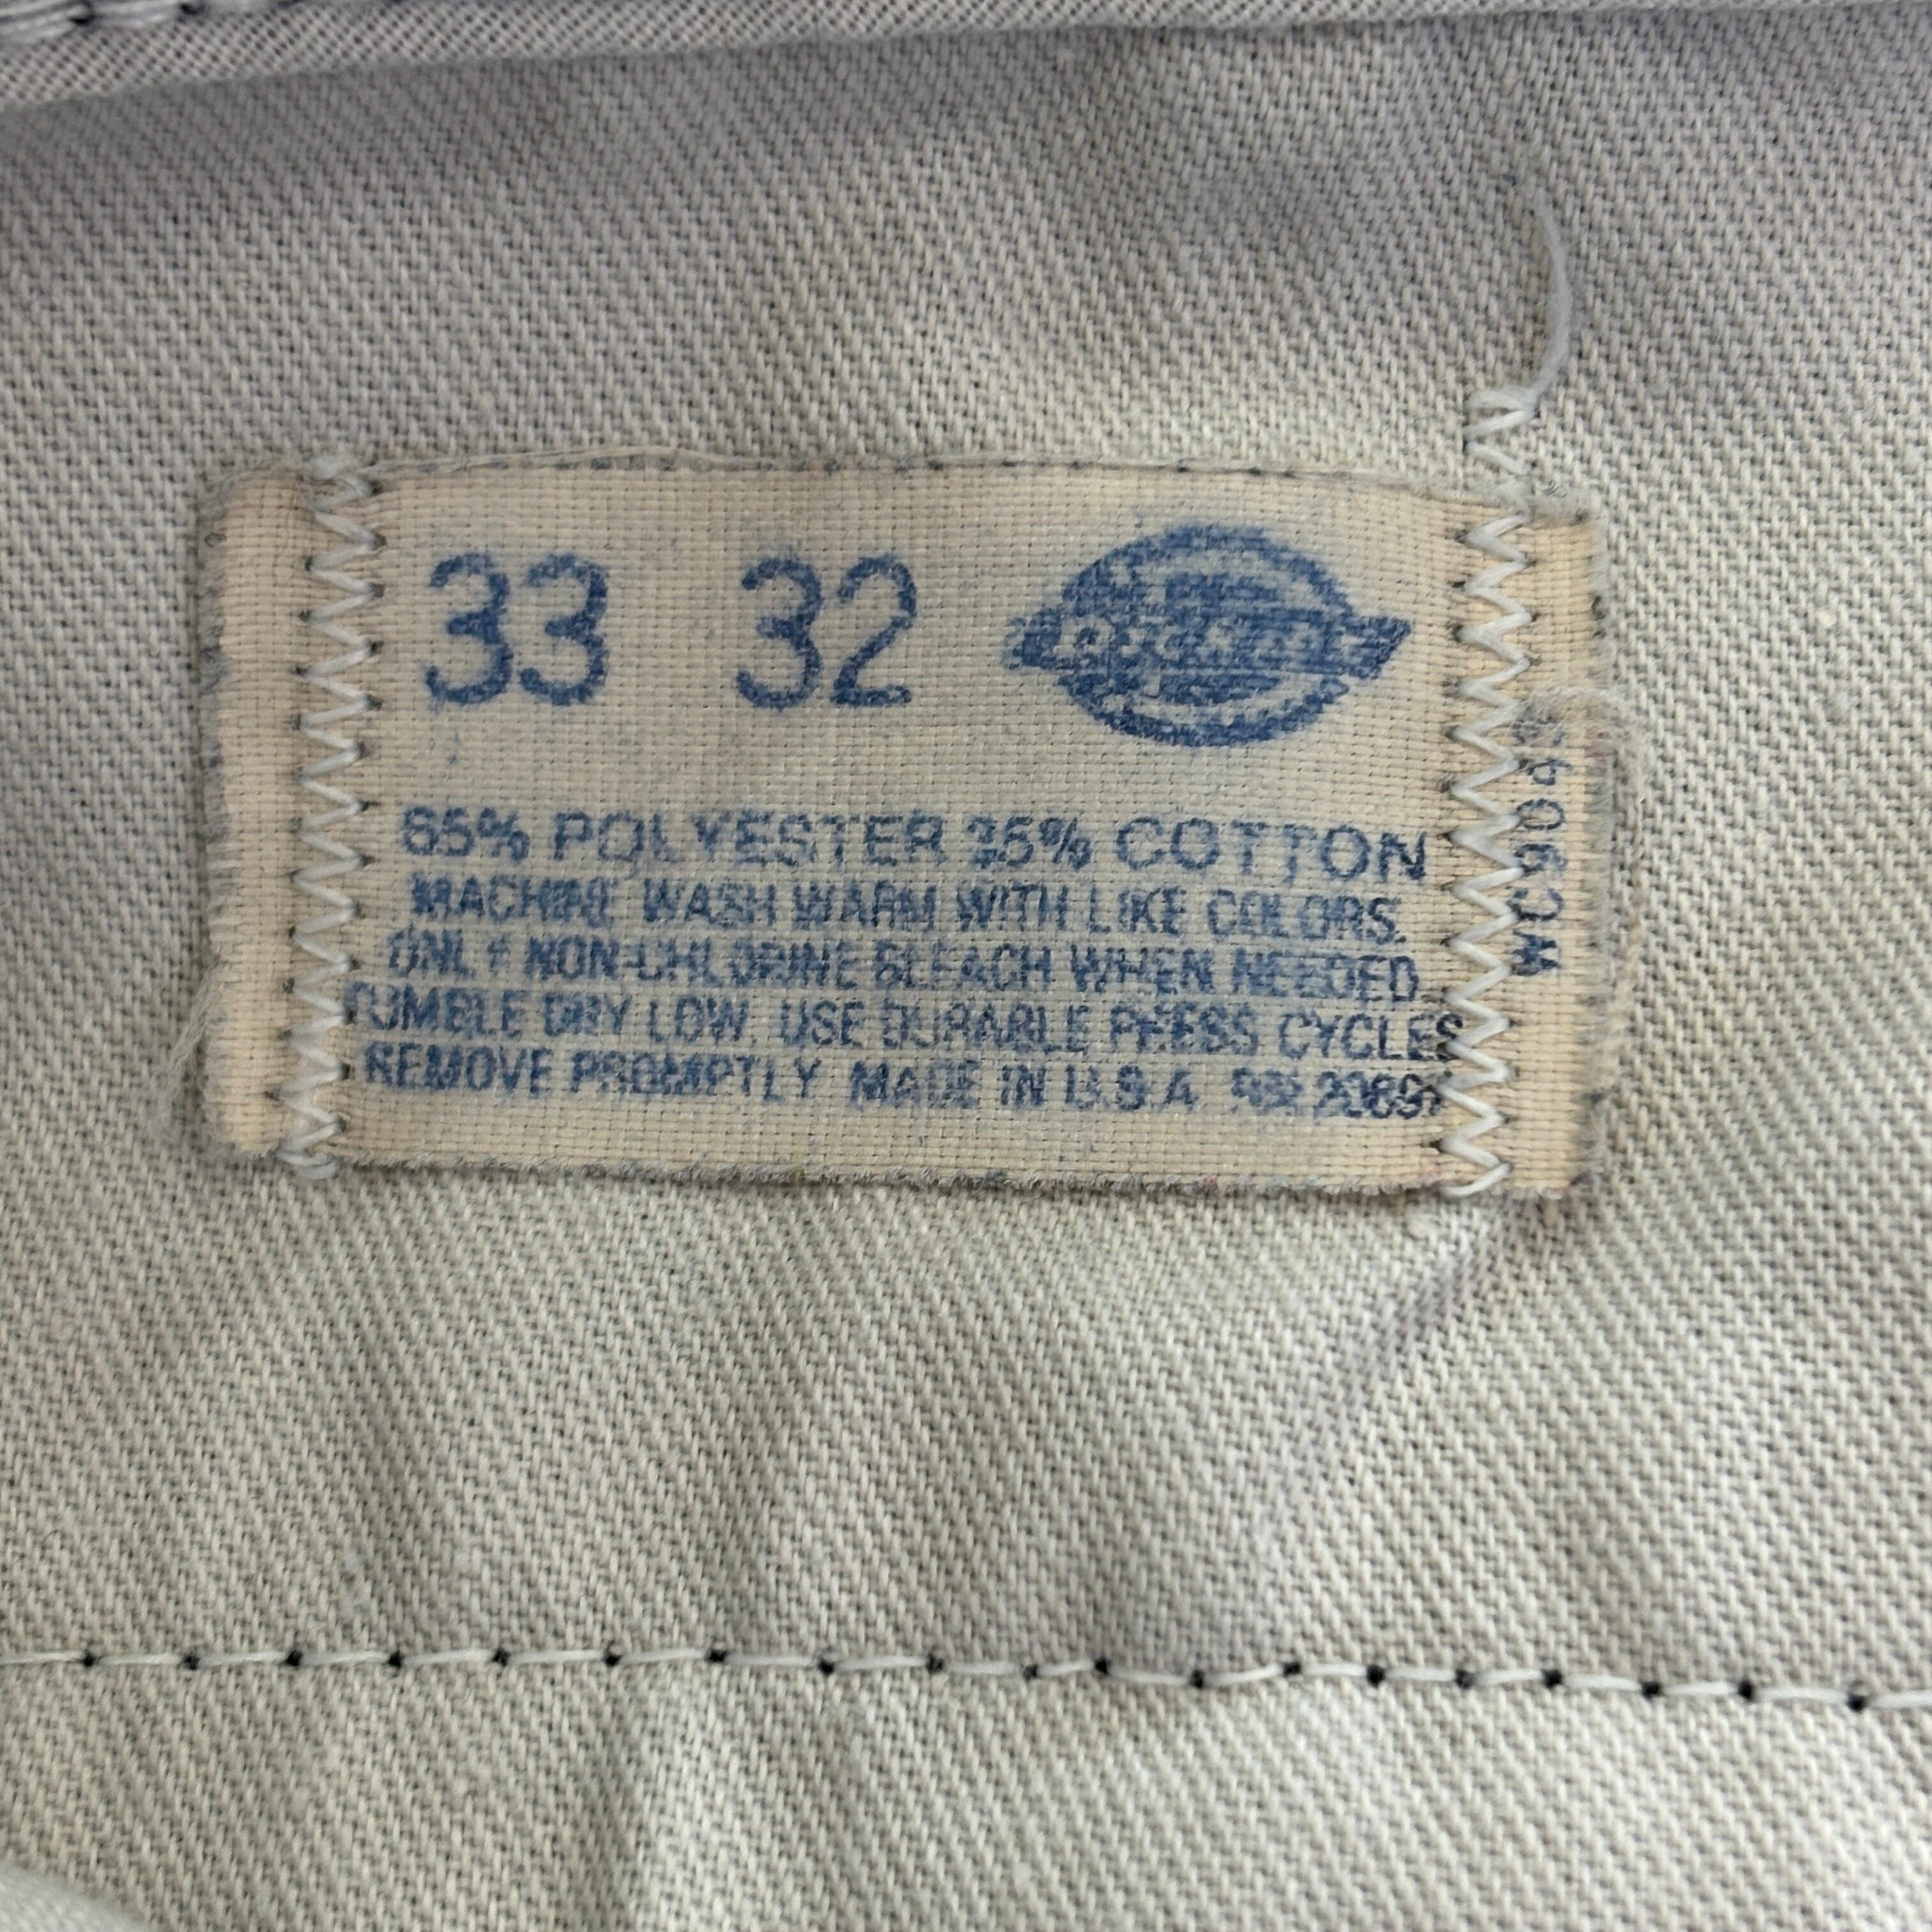 33 32
65% POLYESTER 35% COTTON
MACHINE WASH WARM WITH LIKE COLORS.
ONLY NON-CHLORINE BLEACH WHEN NEEDED.
TUMBLE DRY LOW. USE DURABLE PRESS CYCLES
REMOVE PROMPTLY MADE IN U.S.A